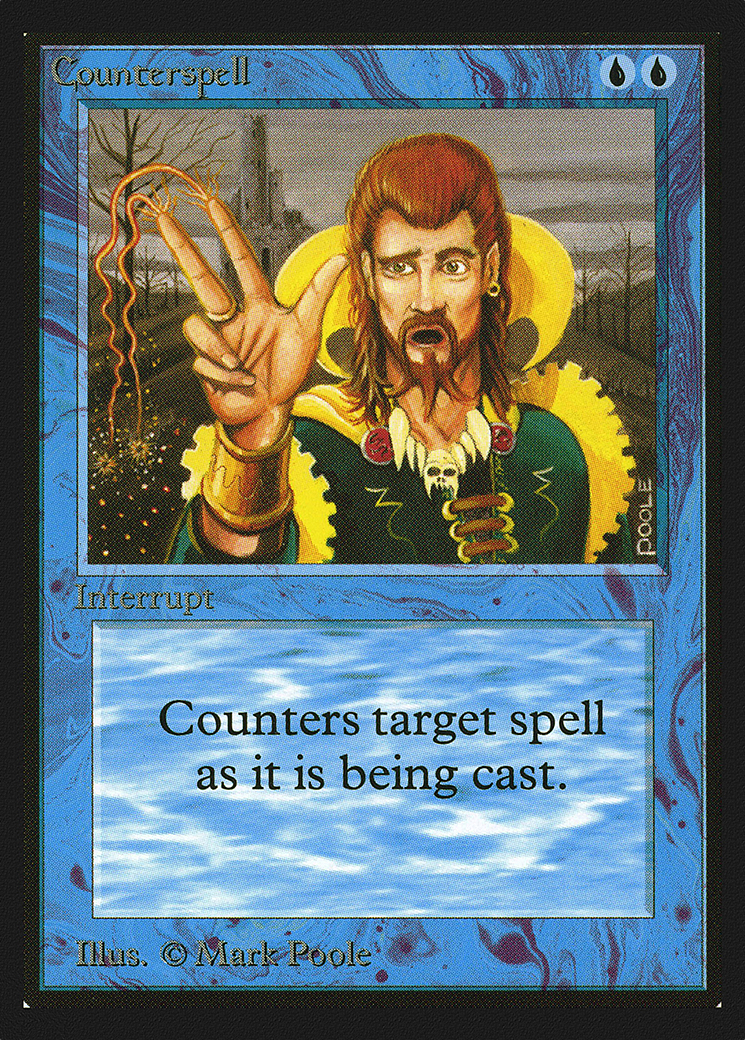 Counterspell
POOLE
Interrupt
Counters target spell
as it is being cast.
Illus. © Mark Poole